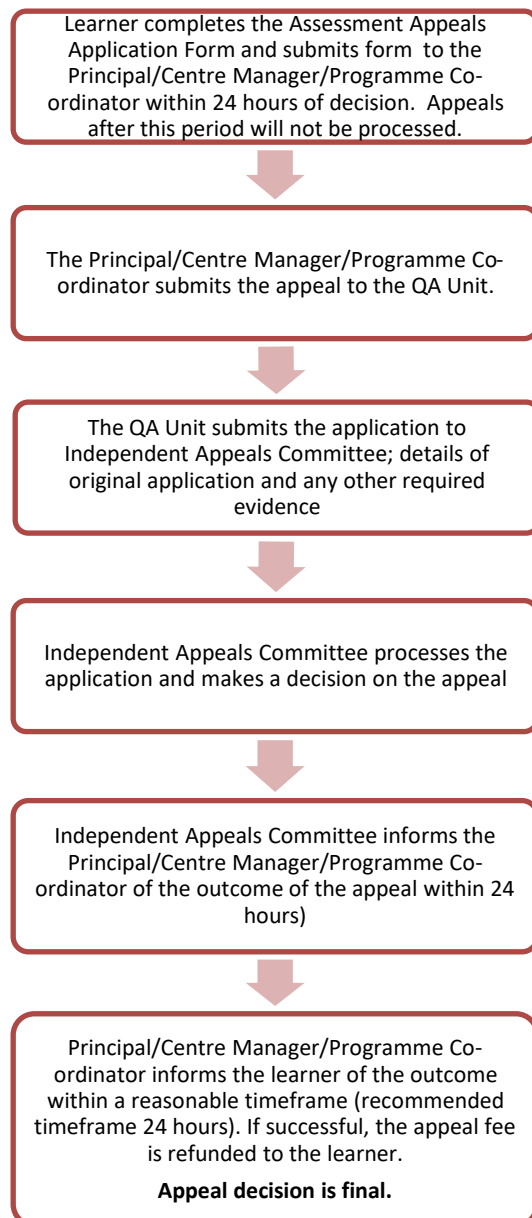 Learner completes the Assessment Appeals
Application Form and submits form  to the
Principal/Centre Manager/Programme Co-
ordinator within 24 hours of decision.  Appeals
after this period will not be processed.
The Principal/Centre Manager/Programme Co-
ordinator submits the appeal to the QA Unit.
The QA Unit submits the application to
Independent Appeals Committee; details of
original application and any other required
evidence
Independent Appeals Committee processes the
application and makes a decision on the appeal
Independent Appeals Committee informs the
Principal/Centre Manager/Programme Co-
ordinator of the outcome of the appeal within 24
hours)
Principal/Centre Manager/Programme Co-
ordinator informs the learner of the outcome
within a reasonable timeframe (recommended
timeframe 24 hours). If successful, the appeal fee
is refunded to the learner.
Appeal decision is final.